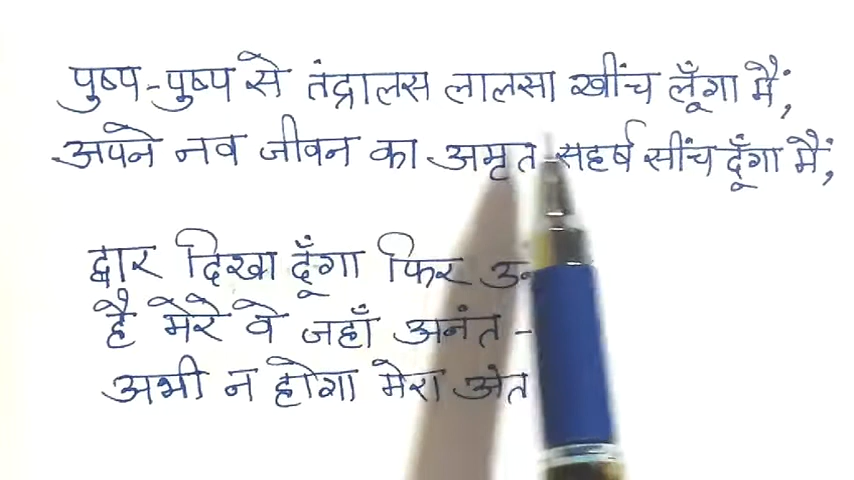 पुष्प-पुष्प से तंद्रालस लालसा खींच लूँगा मैं,
अपने नव जीवन का अमृत सहर्ष सींच दूँगा मैं,
द्वार दिखा दूँगा फिर
है मेरे वे जहाँ अनंत -
अभी न होगा मेरा अंत